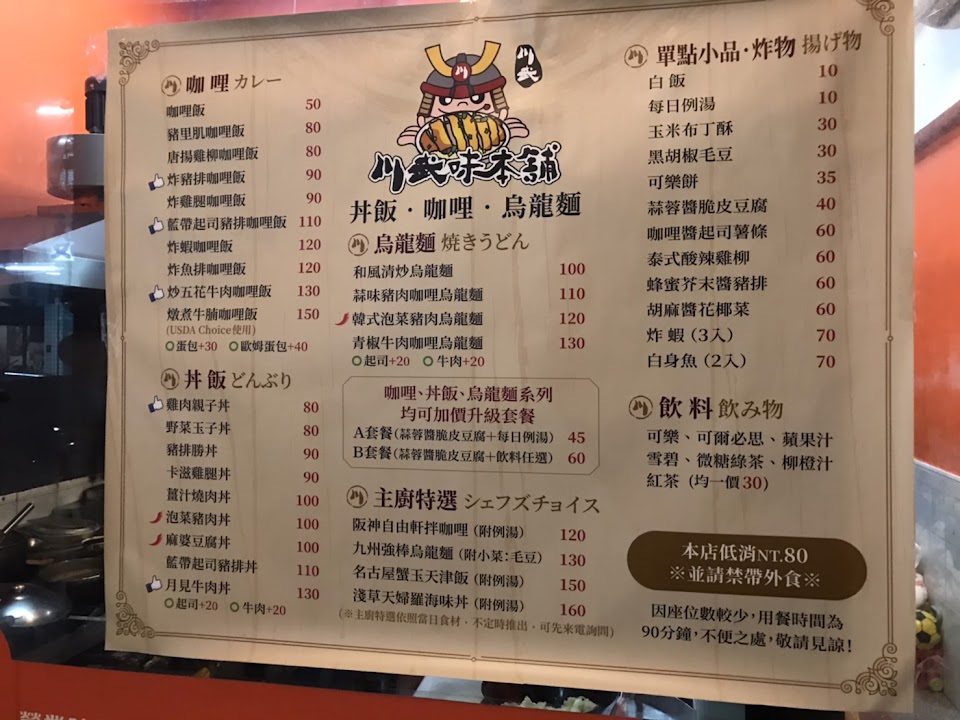 川 咖哩 カレー
咖哩飯 50
豬里肌咖哩飯 80
唐揚雞柳咖哩飯 80
炸豬排咖哩飯 90
炸雞腿咖哩飯 90
藍帶起司豬排咖哩飯 110
炸蝦咖哩飯 120
炸魚排咖哩飯 120
炒五花牛肉咖哩飯 130
燉煮牛腩咖哩飯 150
(USDA Choice使用)
蛋包+30 歐姆蛋包+40
川 丼飯 どんぶり
雞肉親子丼 80
野菜玉子丼 80
豬排勝丼 90
卡滋雞腿丼 90
薑汁燒肉丼 100
泡菜豬肉丼 100
麻婆豆腐丼 100
藍帶起司豬排丼 110
月見牛肉丼 130
起司+20 牛肉+20
川
川武
川武味本舖
丼飯・咖哩・烏龍麵
川 烏龍麵 焼きうどん
和風清炒烏龍麵 100
蒜味豬肉咖哩烏龍麵 110
韓式泡菜豬肉烏龍麵 120
青椒牛肉咖哩烏龍麵 130
起司+20 牛肉+20
咖哩、丼飯、烏龍麵系列
均可加價升級套餐
A套餐(蒜蓉醬脆皮豆腐+每日例湯) 45
B套餐(蒜蓉醬脆皮豆腐+飲料任選) 60
川 主廚特選 シェフズチョイス
阪神自由軒拌咖哩(附例湯) 120
九州強棒烏龍麵(附小菜:毛豆) 130
名古屋蟹玉天津飯(附例湯) 150
淺草天婦羅海味丼(附例湯) 160
(※主廚特選依照當日食材,不定時推出,可先來電詢問)
川 單點小品・炸物 揚げ物
白飯 10
每日例湯 10
玉米布丁酥 30
黑胡椒毛豆 30
可樂餅 35
蒜蓉醬脆皮豆腐 40
咖哩醬起司薯條 60
泰式酸辣雞柳 60
蜂蜜芥末醬豬排 60
胡麻醬花椰菜 60
炸蝦(3入) 70
白身魚(2入) 70
川 飲料 飲み物
可樂、可爾必思、蘋果汁
雪碧、微糖綠茶、柳橙汁
紅茶(均一價30)
本店低消NT.80
※並請禁帶外食※
因座位數較少,用餐時間為
90分鐘,不便之處,敬請見諒!